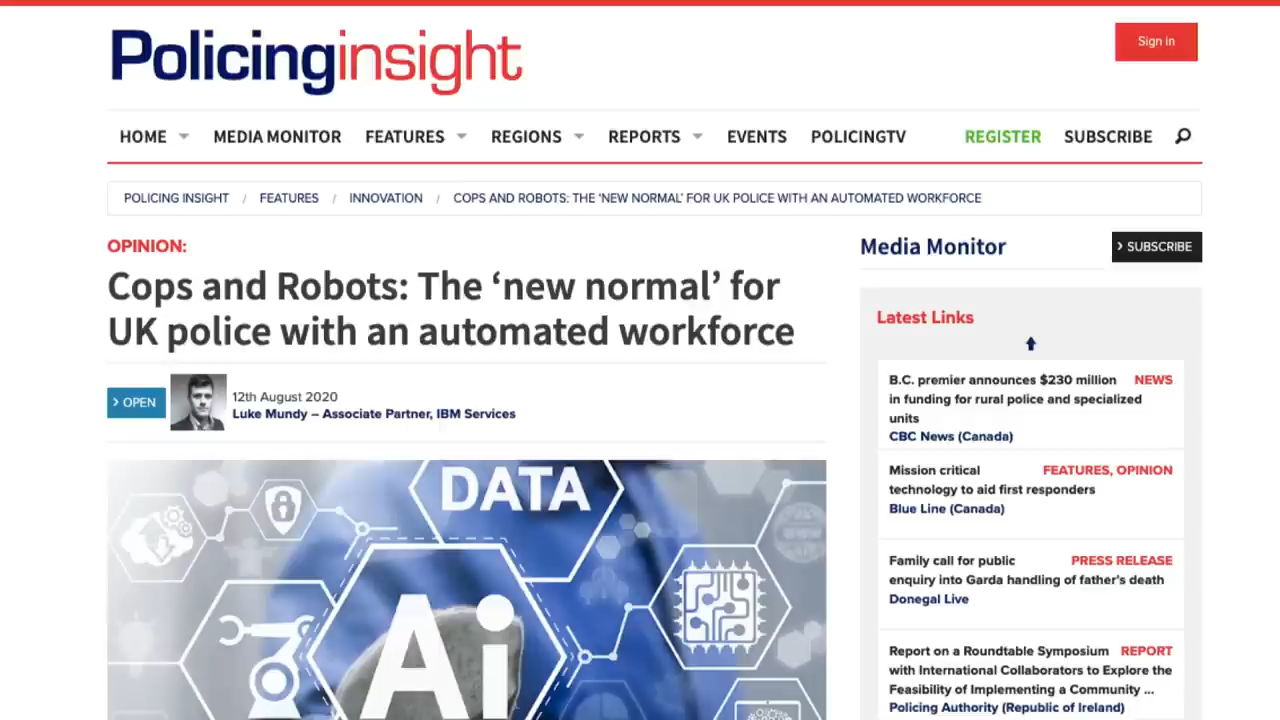 Policinginsight
Sign in
HOME MEDIA MONITOR FEATURES REGIONS REPORTS EVENTS POLICINGTV REGISTER SUBSCRIBE
POLICING INSIGHT / FEATURES / INNOVATION / COPS AND ROBOTS: THE ‘NEW NORMAL’ FOR UK POLICE WITH AN AUTOMATED WORKFORCE
OPINION:
Cops and Robots: The ‘new normal’ for
UK police with an automated workforce
> OPEN
12th August 2020
Luke Mundy – Associate Partner, IBM Services
DATA
Ai
Media Monitor
> SUBSCRIBE
Latest Links
B.C. premier announces $230 million NEWS
in funding for rural police and specialized
units
CBC News (Canada)
Mission critical FEATURES, OPINION
technology to aid first responders
Blue Line (Canada)
Family call for public PRESS RELEASE
enquiry into Garda handling of father's death
Donegal Live
Report on a Roundtable Symposium REPORT
with International Collaborators to Explore the
Feasibility of Implementing a Community ...
Policing Authority (Republic of Ireland)